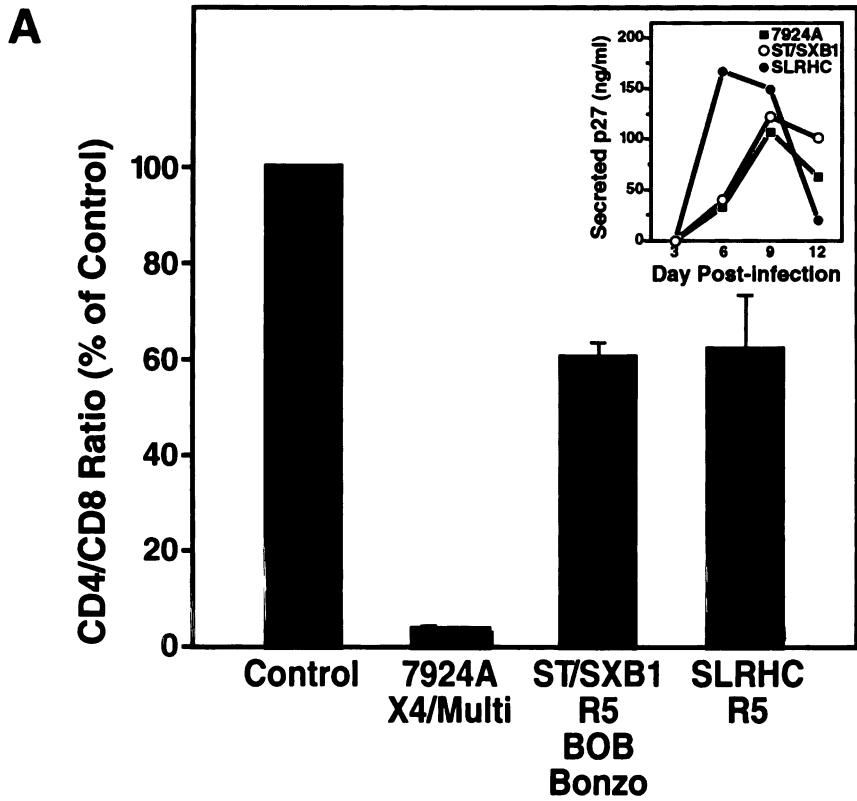 A
CD4/CD8 Ratio (% of Control)
100
80
60
40
20
0
Control
7924A
X4/Multi
ST/SXB1
R5
BOB
Bonzo
SLRHC
R5
Secreted p27 (ng/ml)
200
150
100
50
0
7924A
ST/SXB1
SLRHC
3 6 9 12
Day Post-infection